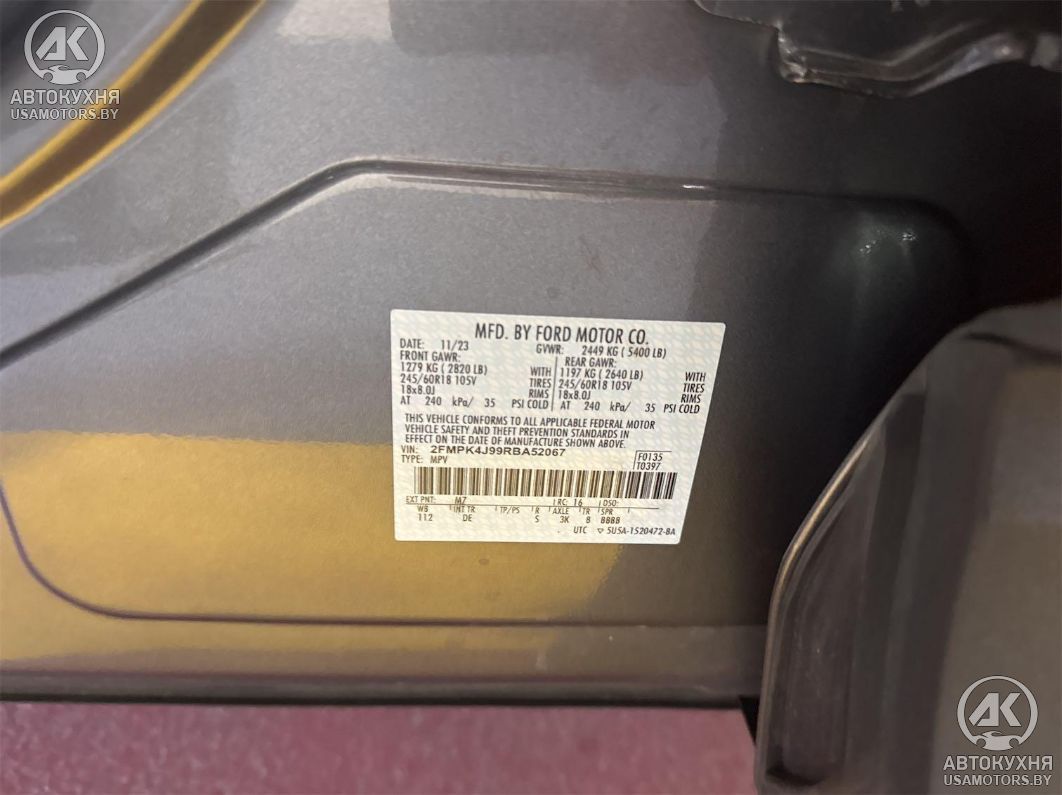 AK
АВТОКУХНЯ
USAMOTORS.BY
MFD. BY FORD MOTOR CO.
DATE: 11/23 GVWR: 2449 KG ( 5400 LB)
FRONT GAWR: REAR GAWR:
1279 KG ( 2820 LB) WITH 1197 KG ( 2640 LB) WITH
245/60R18 105V TIRES 245/60R18 105V TIRES
18x8.0J RIMS 18x8.0J RIMS
AT 240 kPa/ 35 PSI COLD AT 240 kPa/ 35 PSI COLD
THIS VEHICLE CONFORMS TO ALL APPLICABLE FEDERAL MOTOR
VEHICLE SAFETY AND THEFT PREVENTION STANDARDS IN
EFFECT ON THE DATE OF MANUFACTURE SHOWN ABOVE.
VIN: 2FMPK4J99RBA52067 F0135
TYPE: MPV T0397
EXT PNT: M7 RC: 16 DSO:
WB INT TR TP/PS R AXLE TR SPR
112 DE S 3K B BBBB
UTC ▽ 5U5A-1520472-BA
AK
АВТОКУХНЯ
USAMOTORS.BY